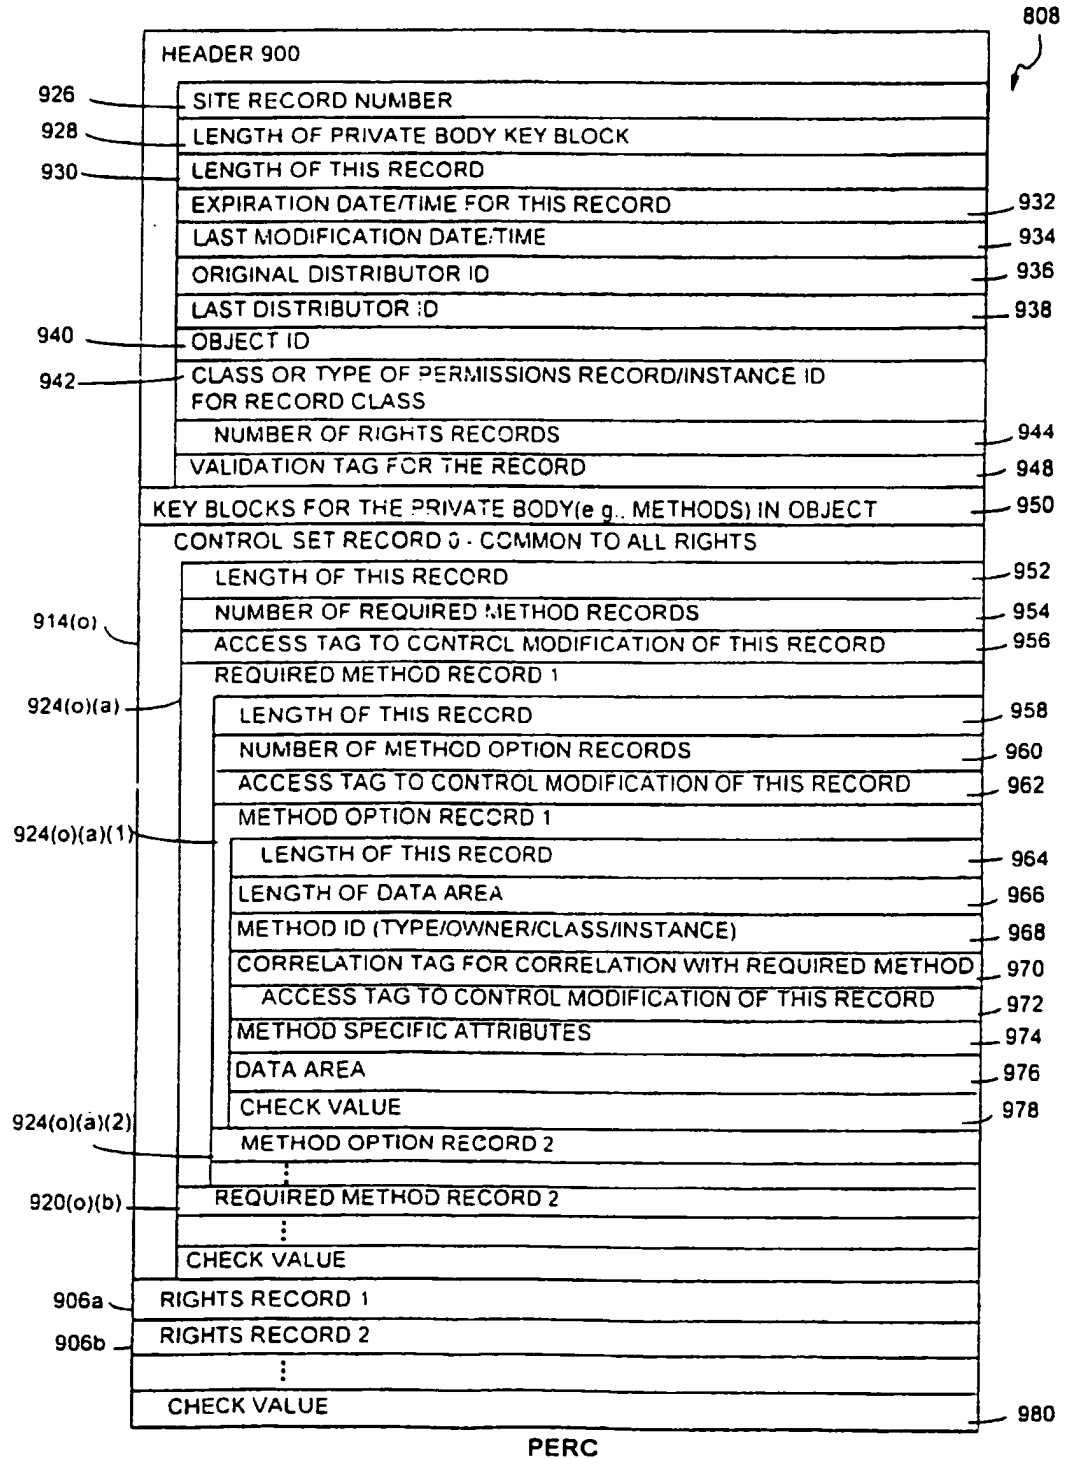 808
HEADER 900
926 SITE RECORD NUMBER
928 LENGTH OF PRIVATE BODY KEY BLOCK
930 LENGTH OF THIS RECORD
EXPIRATION DATE/TIME FOR THIS RECORD 932
LAST MODIFICATION DATE/TIME 934
ORIGINAL DISTRIBUTOR ID 936
LAST DISTRIBUTOR ID 938
940 OBJECT ID
942 CLASS OR TYPE OF PERMISSIONS RECORD/INSTANCE ID
FOR RECORD CLASS
NUMBER OF RIGHTS RECORDS 944
VALIDATION TAG FOR THE RECORD 948
KEY BLOCKS FOR THE PRIVATE BODY(e g., METHODS) IN OBJECT 950
CONTROL SET RECORD 0 - COMMON TO ALL RIGHTS
LENGTH OF THIS RECORD 952
914(o) NUMBER OF REQUIRED METHOD RECORDS 954
ACCESS TAG TO CONTROL MODIFICATION OF THIS RECORD 956
REQUIRED METHOD RECORD 1
924(o)(a) LENGTH OF THIS RECORD 958
NUMBER OF METHOD OPTION RECORDS 960
ACCESS TAG TO CONTROL MODIFICATION OF THIS RECORD 962
924(o)(a)(1) METHOD OPTION RECORD 1
LENGTH OF THIS RECORD 964
LENGTH OF DATA AREA 966
METHOD ID (TYPE/OWNER/CLASS/INSTANCE) 968
CORRELATION TAG FOR CORRELATION WITH REQUIRED METHOD 970
ACCESS TAG TO CONTROL MODIFICATION OF THIS RECORD 972
METHOD SPECIFIC ATTRIBUTES 974
DATA AREA 976
CHECK VALUE 978
924(o)(a)(2) METHOD OPTION RECORD 2
920(o)(b) REQUIRED METHOD RECORD 2
CHECK VALUE
906a RIGHTS RECORD 1
906b RIGHTS RECORD 2
CHECK VALUE 980
PERC